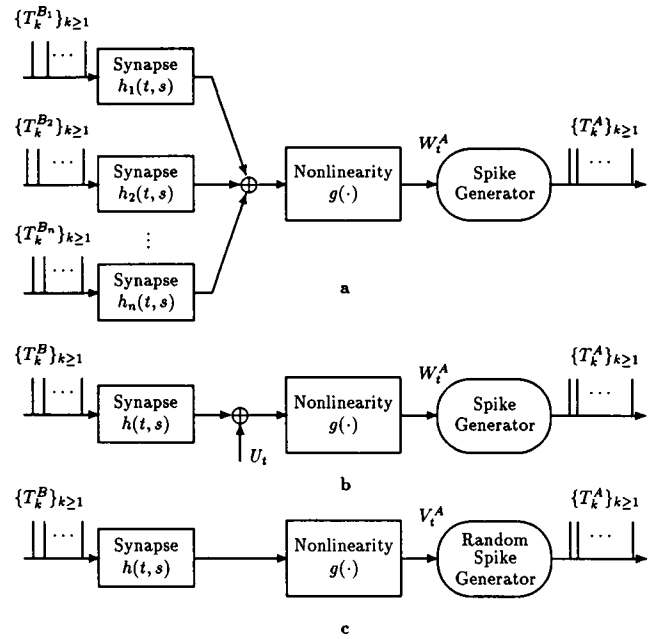 {T_k^{B_1}}_{k≥1}
...
Synapse
h_1(t, s)
{T_k^{B_2}}_{k≥1}
...
Synapse
h_2(t, s)
⋮
{T_k^{B_n}}_{k≥1}
...
Synapse
h_n(t, s)
Nonlinearity
g(·)
W_t^A
Spike
Generator
{T_k^A}_{k≥1}
...
a
{T_k^B}_{k≥1}
...
Synapse
h(t, s)
U_t
Nonlinearity
g(·)
W_t^A
Spike
Generator
{T_k^A}_{k≥1}
...
b
{T_k^B}_{k≥1}
...
Synapse
h(t, s)
Nonlinearity
g(·)
V_t^A
Random
Spike
Generator
{T_k^A}_{k≥1}
...
c